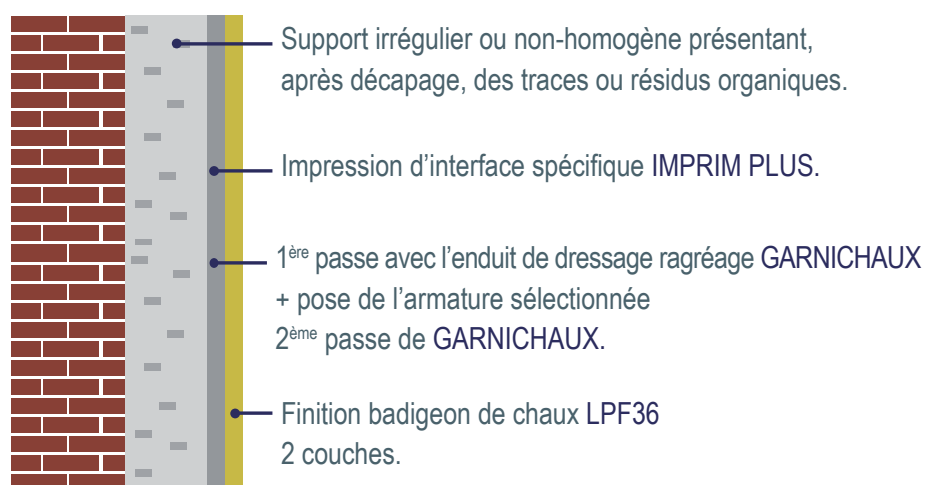 Support irrégulier ou non-homogène présentant,
après décapage, des traces ou résidus organiques.
Impression d'interface spécifique IMPRIM PLUS.
1ère passe avec l'enduit de dressage ragréage GARNICHAUX
+ pose de l'armature sélectionnée
2ème passe de GARNICHAUX.
Finition badigeon de chaux LPF36
2 couches.